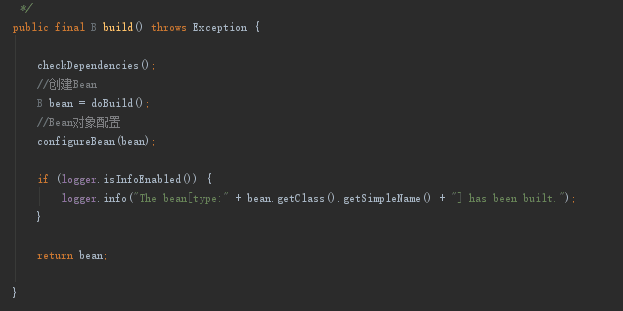 */
public final B build() throws Exception {
checkDependencies();
//创建Bean
B bean = doBuild();
//Bean对象配置
configureBean(bean);
if (logger.isInfoEnabled()) {
logger.info("The bean[type:" + bean.getClass().getSimpleName() + "] has been built.");
}
return bean;
}